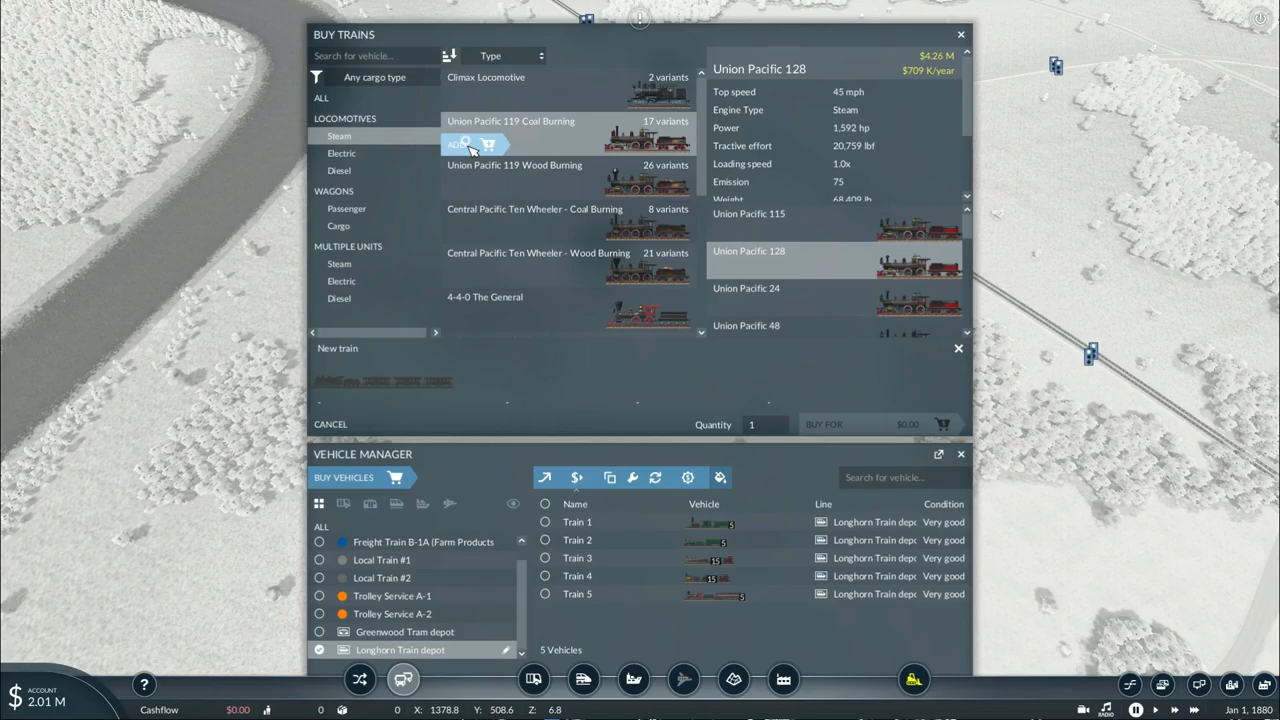 BUY TRAINS
Search for vehicle...
Type
Any cargo type
ALL
LOCOMOTIVES
Steam
Electric
Diesel
WAGONS
Passenger
Cargo
MULTIPLE UNITS
Steam
Electric
Diesel
Climax Locomotive 2 variants
Union Pacific 119 Coal Burning 17 variants
Union Pacific 119 Wood Burning 26 variants
Central Pacific Ten Wheeler - Coal Burning 8 variants
Central Pacific Ten Wheeler - Wood Burning 21 variants
4-4-0 The General
$4.26 M
Union Pacific 128
$709 K/year
Top speed 45 mph
Engine Type Steam
Power 1,592 hp
Tractive effort 20,759 lbf
Loading speed 1.0x
Emission 75
Weight 68,409 lb
Union Pacific 115
Union Pacific 128
Union Pacific 24
Union Pacific 48
New train
CANCEL
Quantity 1
BUY FOR $0.00
VEHICLE MANAGER
BUY VEHICLES
Search for vehicle...
ALL
Freight Train B-1A (Farm Products
Local Train #1
Local Train #2
Trolley Service A-1
Trolley Service A-2
Greenwood Tram depot
Longhorn Train depot
Name Vehicle Line Condition
Train 1 5 Longhorn Train depc Very good
Train 2 5 Longhorn Train depc Very good
Train 3 15 Longhorn Train depc Very good
Train 4 15 Longhorn Train depc Very good
Train 5 5 Longhorn Train depc Very good
5 Vehicles
$ ACCOUNT
2.01 M
?
Cashflow $0.00 0 0 X: 1378.8 Y: 508.6 Z: 6.8
RADIO
Jan 1, 1880